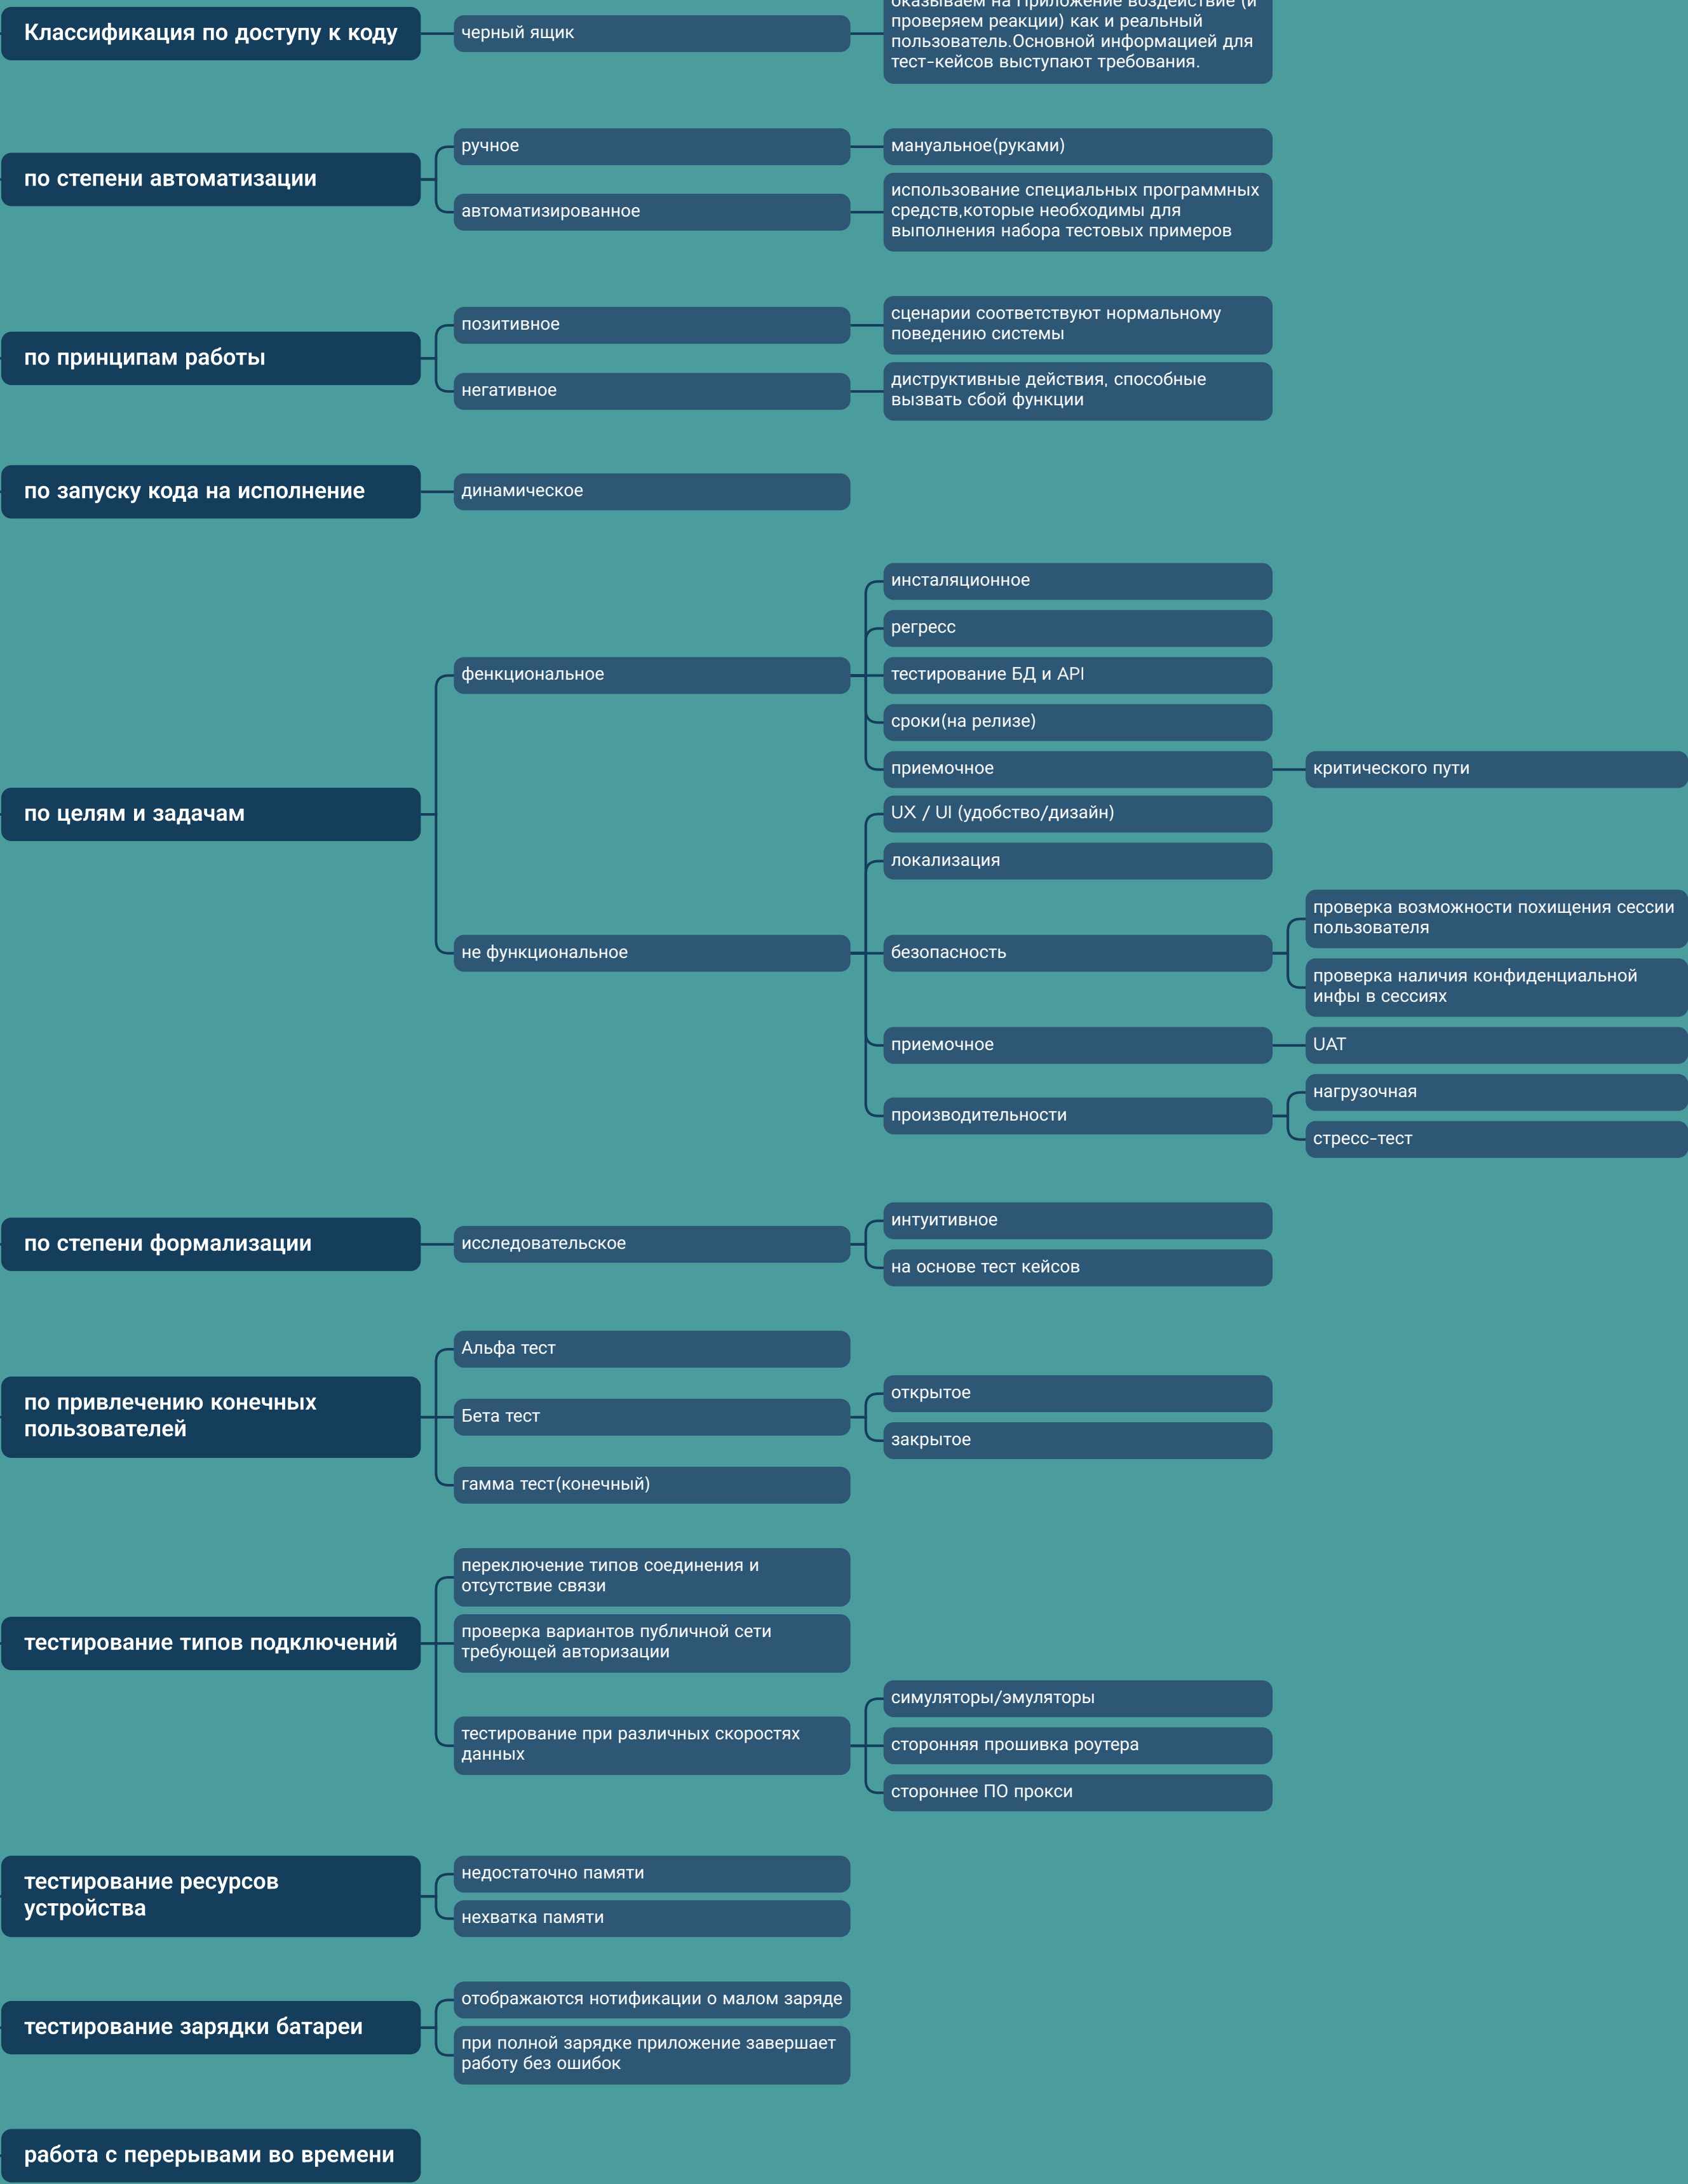 оказываем на Приложение воздействие (и
Классификация по доступу к коду
черный ящик
проверяем реакции) как и реальный
пользователь.Основной информацией для
тест-кейсов выступают требования.
по степени автоматизации
ручное
мануальное(руками)
автоматизированное
использование специальных программных
средств,которые необходимы для
выполнения набора тестовых примеров
по принципам работы
позитивное
сценарии соответствуют нормальному
поведению системы
негативное
диструктивные действия, способные
вызвать сбой функции
по запуску кода на исполнение
динамическое
по целям и задачам
фенкциональное
инсталяционное
регресс
тестирование БД и API
сроки(на релизе)
приемочное
критического пути
не функциональное
UX / UI (удобство/дизайн)
локализация
безопасность
проверка возможности похищения сессии
пользователя
проверка наличия конфиденциальной
инфы в сессиях
приемочное
UAT
производительности
нагрузочная
стресс-тест
по степени формализации
исследовательское
интуитивное
на основе тест кейсов
по привлечению конечных
пользователей
Альфа тест
Бета тест
открытое
закрытое
гамма тест(конечный)
тестирование типов подключений
переключение типов соединения и
отсутствие связи
проверка вариантов публичной сети
требующей авторизации
тестирование при различных скоростях
данных
симуляторы/эмуляторы
сторонняя прошивка роутера
стороннее ПО прокси
тестирование ресурсов
устройства
недостаточно памяти
нехватка памяти
тестирование зарядки батареи
отображаются нотификации о малом заряде
при полной зарядке приложение завершает
работу без ошибок
работа с перерывами во времени